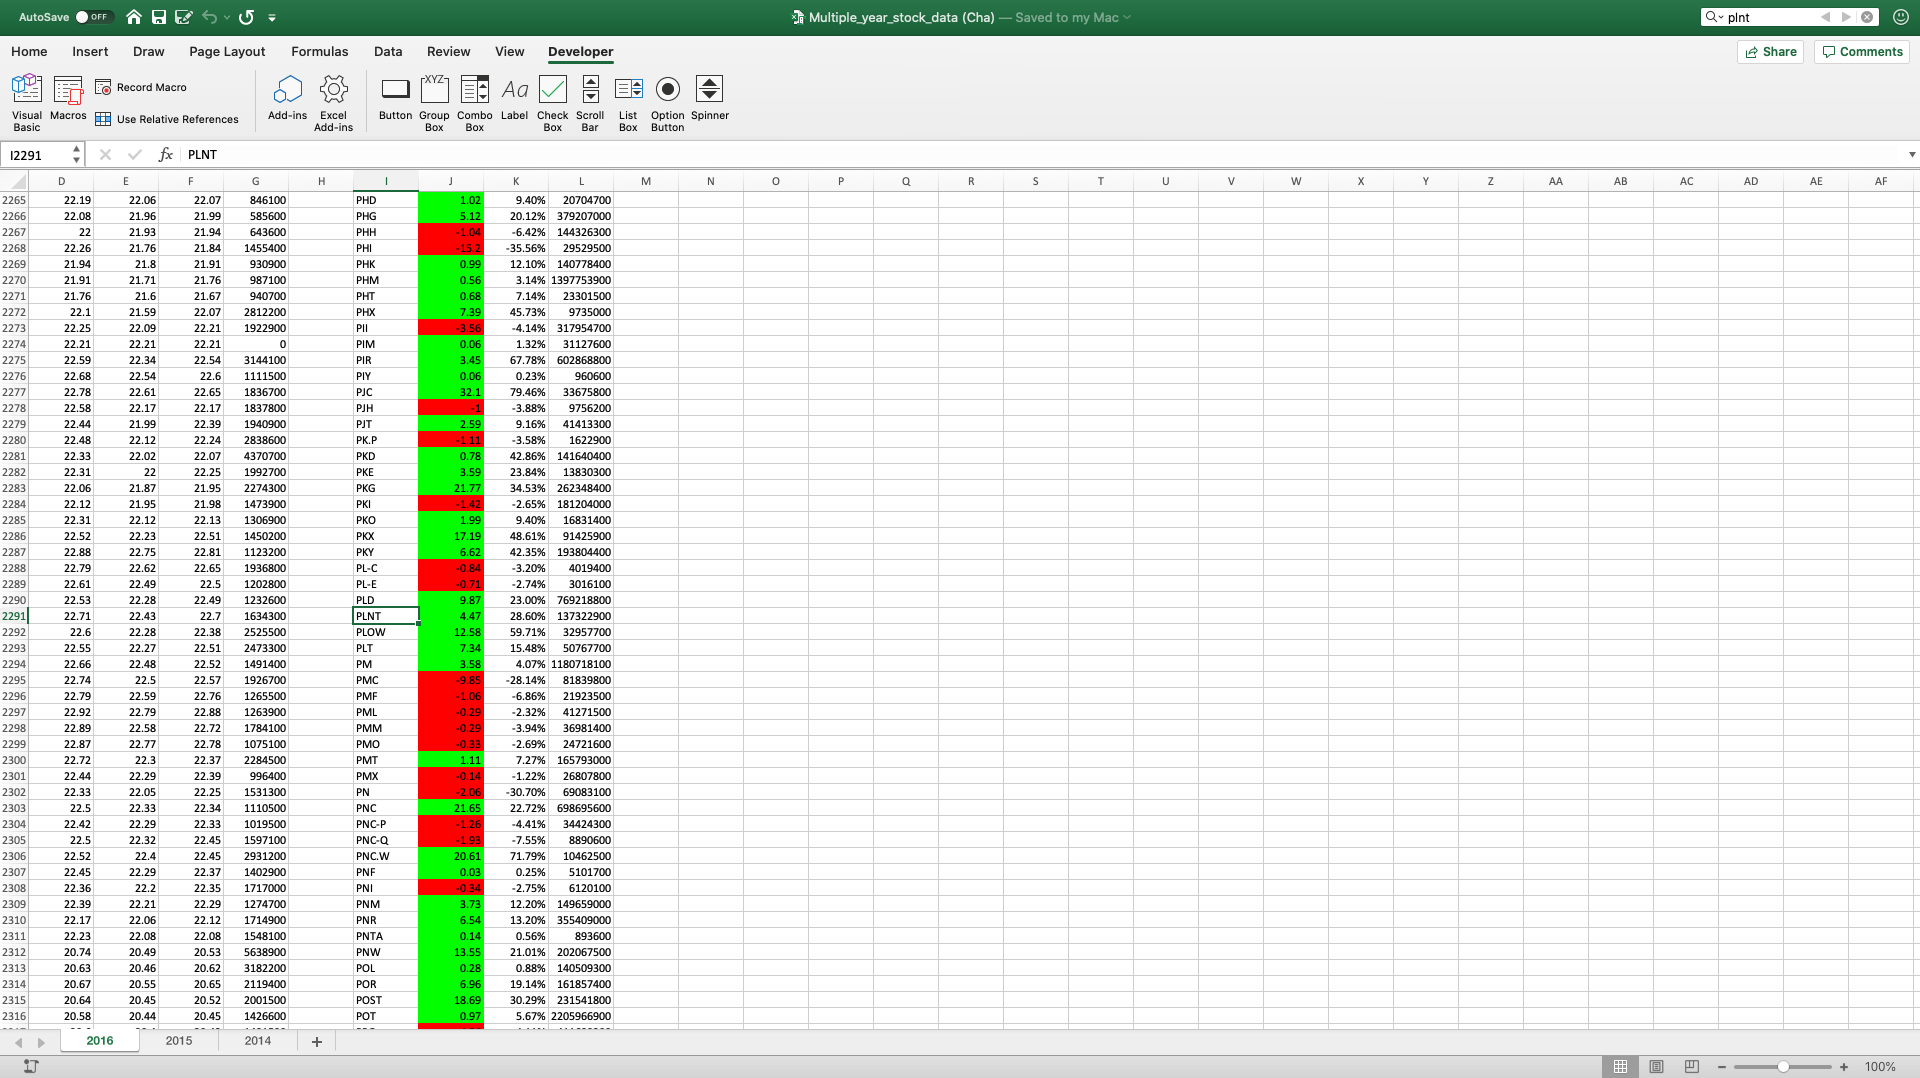 AutoSave OFF Multiple_year_stock_data (Cha) — Saved to my Mac plnt
Home Insert Draw Page Layout Formulas Data Review View Developer Share Comments
Visual Basic Macros Record Macro Use Relative References Add-ins Excel Add-ins Button Group Box Combo Box Label Check Box Scroll Bar List Box Option Button Spinner
I2291 fx PLNT
D E F G H I J K L M N O P Q R S T U V W X Y Z AA AB AC AD AE AF
2265 22.19 22.06 22.07 846100 PHD 1.02 9.40% 20704700
2266 22.08 21.96 21.99 585600 PHG 5.12 20.12% 379207000
2267 22 21.93 21.94 643600 PHH -1.04 -6.42% 144326300
2268 22.26 21.76 21.84 1455400 PHI -15.2 -35.56% 29529500
2269 21.94 21.8 21.91 930900 PHK 0.99 12.10% 140778400
2270 21.91 21.71 21.76 987100 PHM 0.56 3.14% 1397753900
2271 21.76 21.6 21.67 940700 PHT 0.68 7.14% 23301500
2272 22.1 21.59 22.07 2812200 PHX 7.39 45.73% 9735000
2273 22.25 22.09 22.21 1922900 PII -3.56 -4.14% 317954700
2274 22.21 22.21 22.21 0 PIM 0.06 1.32% 31127600
2275 22.59 22.34 22.54 3144100 PIR 3.45 67.78% 602868800
2276 22.68 22.54 22.6 1111500 PIY 0.06 0.23% 960600
2277 22.78 22.61 22.65 1836700 PJC 32.1 79.46% 33675800
2278 22.58 22.17 22.17 1837800 PJH -1 -3.88% 9756200
2279 22.44 21.99 22.39 1940900 PJT 2.59 9.16% 41413300
2280 22.48 22.12 22.24 2838600 PK.P -1.11 -3.58% 1622900
2281 22.33 22.02 22.07 4370700 PKD 0.78 42.86% 141640400
2282 22.31 22 22.25 1992700 PKE 3.59 23.84% 13830300
2283 22.06 21.87 21.95 2274300 PKG 21.77 34.53% 262348400
2284 22.12 21.95 21.98 1473900 PKI -1.42 -2.65% 181204000
2285 22.31 22.12 22.13 1306900 PKO 1.99 9.40% 16831400
2286 22.52 22.23 22.51 1450200 PKX 17.19 48.61% 91425900
2287 22.88 22.75 22.81 1123200 PKY 6.62 42.35% 193804400
2288 22.79 22.62 22.65 1936800 PL-C -0.84 -3.20% 4019400
2289 22.61 22.49 22.5 1202800 PL-E -0.71 -2.74% 3016100
2290 22.53 22.28 22.49 1232600 PLD 9.87 23.00% 769218800
2291 22.71 22.43 22.7 1634300 PLNT 4.47 28.60% 137322900
2292 22.6 22.28 22.38 2525500 PLOW 12.58 59.71% 32957700
2293 22.55 22.27 22.51 2473300 PLT 7.34 15.48% 50767700
2294 22.66 22.48 22.52 1491400 PM 3.58 4.07% 1180718100
2295 22.74 22.5 22.57 1926700 PMC -9.85 -28.14% 81839800
2296 22.79 22.59 22.76 1265500 PMF -1.06 -6.86% 21923500
2297 22.92 22.79 22.88 1263900 PML -0.29 -2.32% 41271500
2298 22.89 22.58 22.72 1784100 PMM -0.29 -3.94% 36981400
2299 22.87 22.77 22.78 1075100 PMO -0.33 -2.69% 24721600
2300 22.72 22.3 22.37 2284500 PMT 1.11 7.27% 165793000
2301 22.44 22.29 22.39 996400 PMX -0.14 -1.22% 26807800
2302 22.33 22.05 22.25 1531300 PN -2.06 -30.70% 69083100
2303 22.5 22.33 22.34 1110500 PNC 21.65 22.72% 698695600
2304 22.42 22.29 22.33 1019500 PNC-P -1.26 -4.41% 34424300
2305 22.5 22.32 22.45 1597100 PNC-Q -1.93 -7.55% 8890600
2306 22.52 22.4 22.45 2931200 PNC.W 20.61 71.79% 10462500
2307 22.45 22.29 22.37 1402900 PNF 0.03 0.25% 5101700
2308 22.36 22.2 22.35 1717000 PNI -0.34 -2.75% 6120100
2309 22.39 22.21 22.29 1274700 PNM 3.73 12.20% 149659000
2310 22.17 22.06 22.12 1714900 PNR 6.54 13.20% 355409000
2311 22.23 22.08 22.08 1548100 PNTA 0.14 0.56% 893600
2312 20.74 20.49 20.53 5638900 PNW 13.55 21.01% 202067500
2313 20.63 20.46 20.62 3182200 POL 0.28 0.88% 140509300
2314 20.67 20.55 20.65 2119400 POR 6.96 19.14% 161857400
2315 20.64 20.45 20.52 2001500 POST 18.69 30.29% 231541800
2316 20.58 20.44 20.45 1426600 POT 0.97 5.67% 2205966900
2016 2015 2014 +
100%